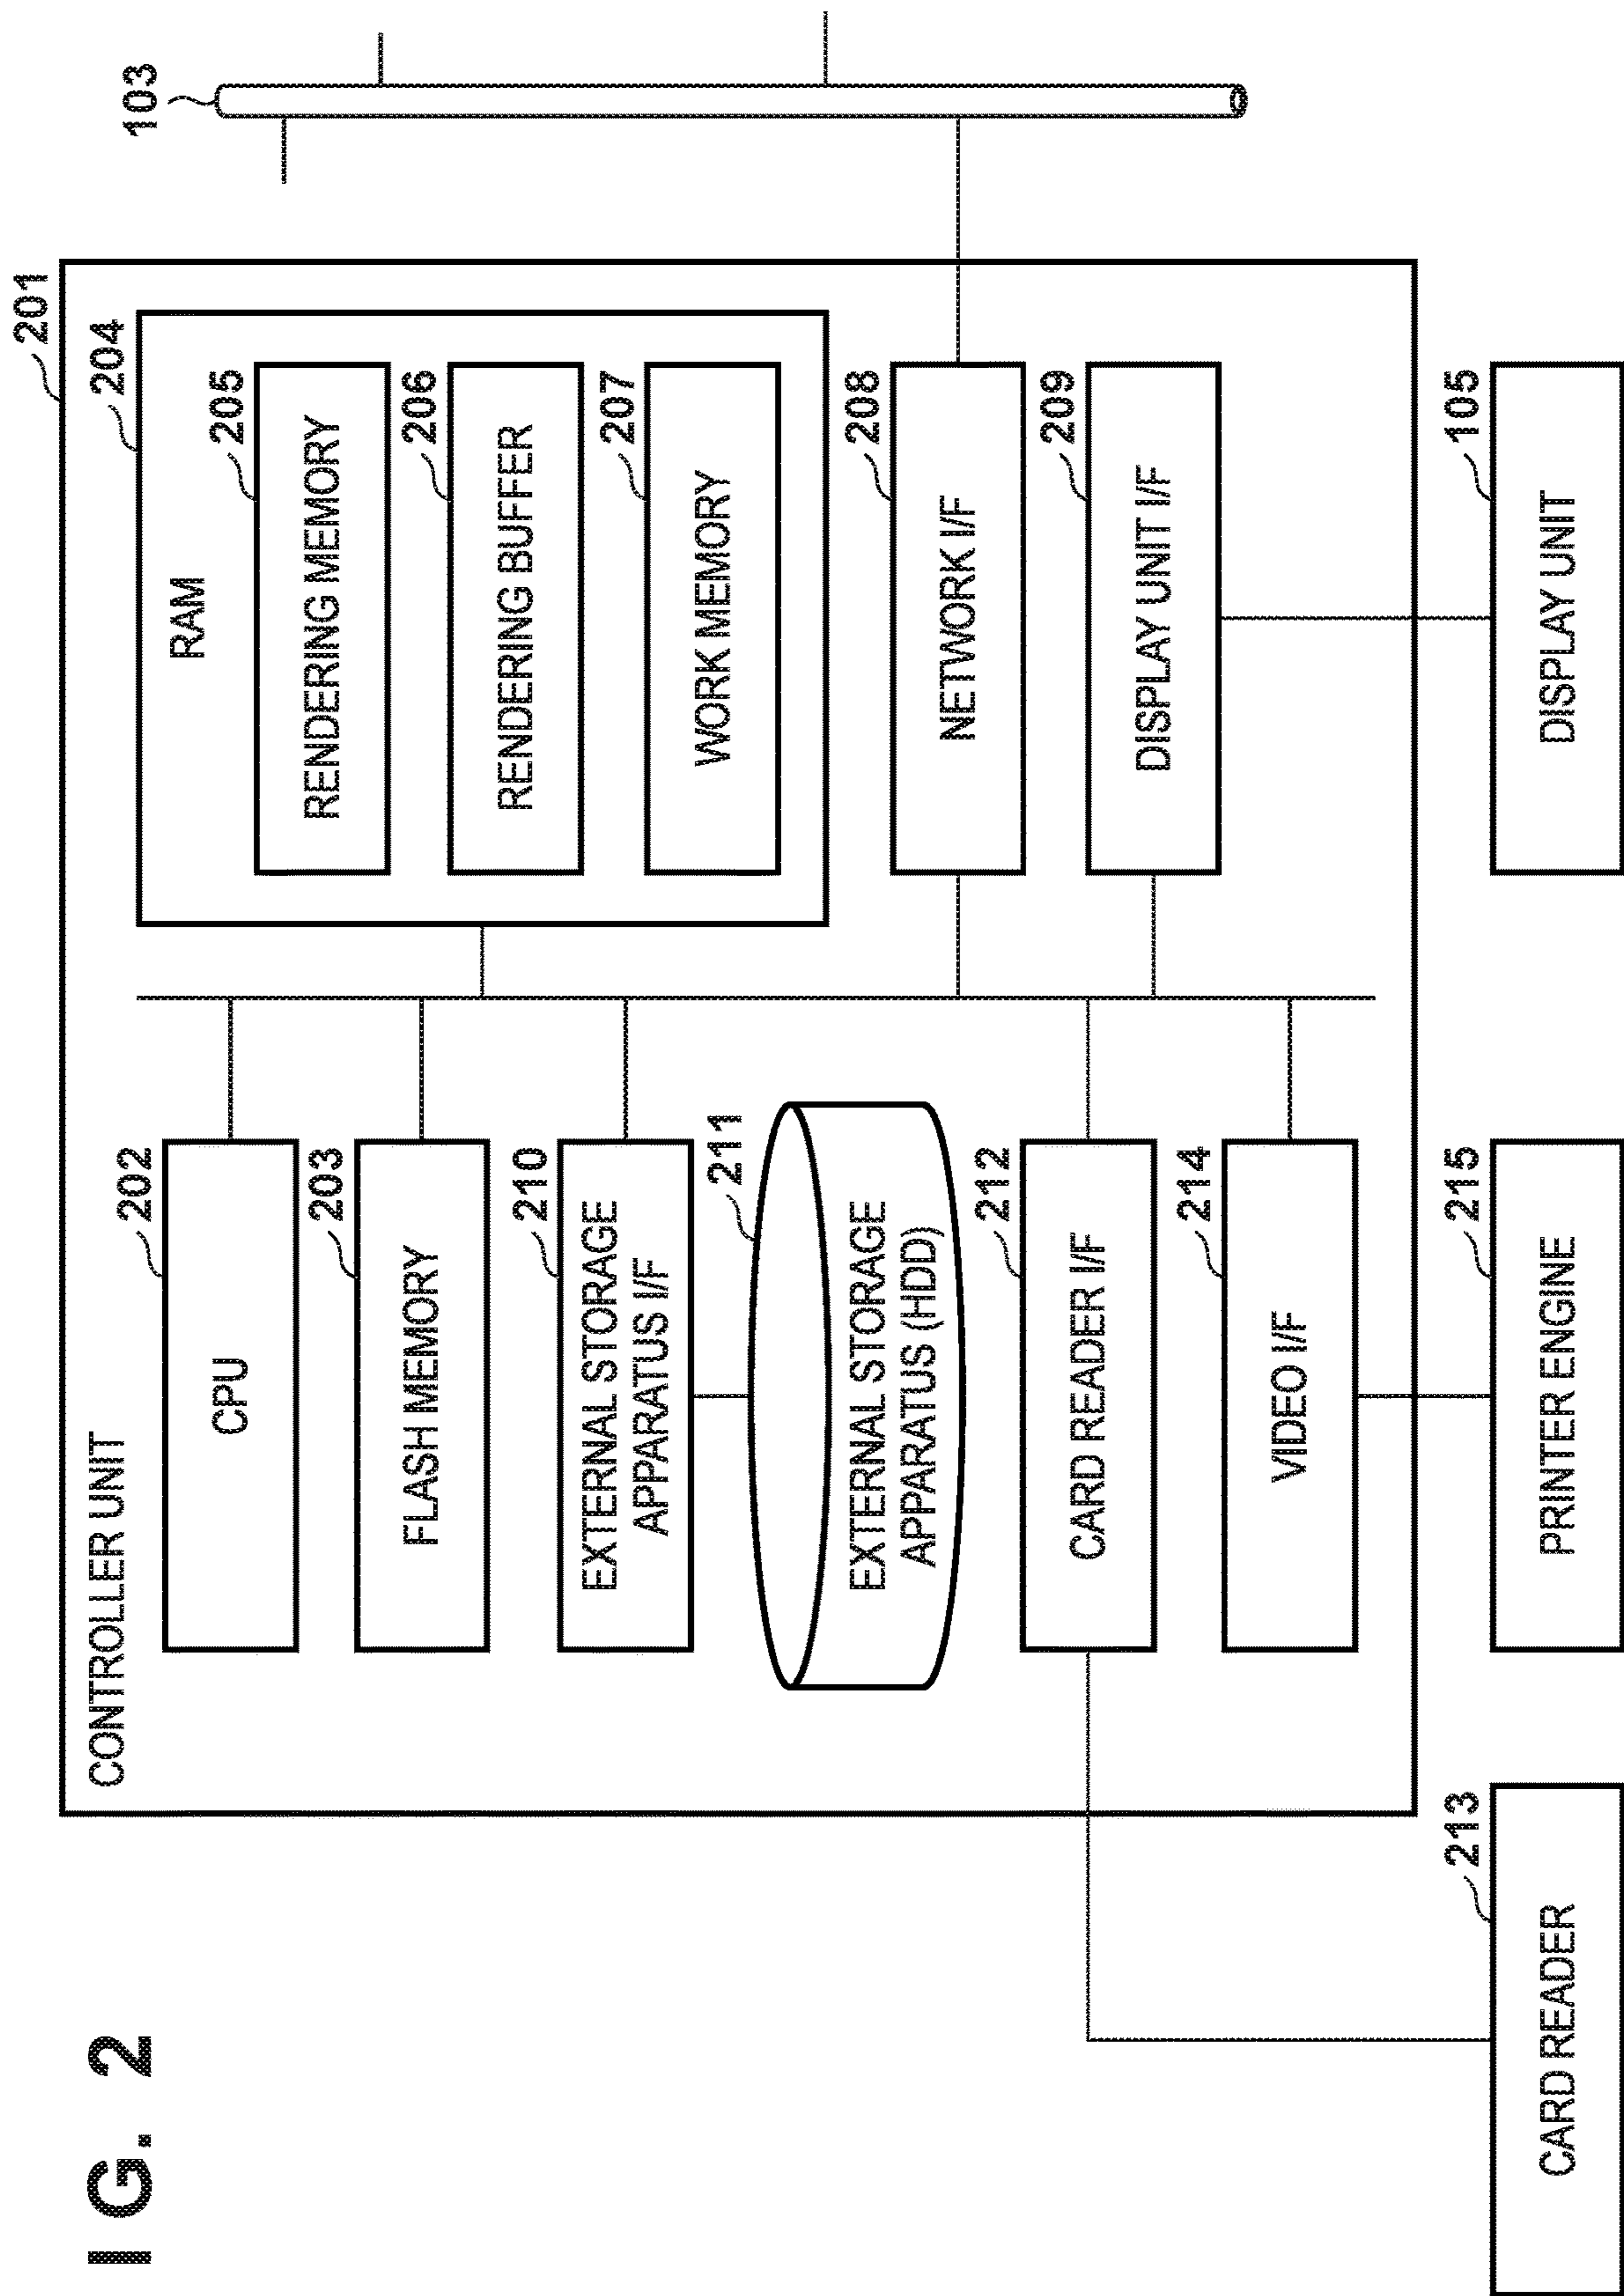 IG. 2
201
CONTROLLER UNIT
202
CPU
203
FLASH MEMORY
210
EXTERNAL STORAGE
APPARATUS I/F
211
EXTERNAL STORAGE
APPARATUS (HDD)
212
CARD READER I/F
214
VIDEO I/F
204
RAM
205
RENDERING MEMORY
206
RENDERING BUFFER
207
WORK MEMORY
208
NETWORK I/F
209
DISPLAY UNIT I/F
103
213
CARD READER
215
PRINTER ENGINE
105
DISPLAY UNIT